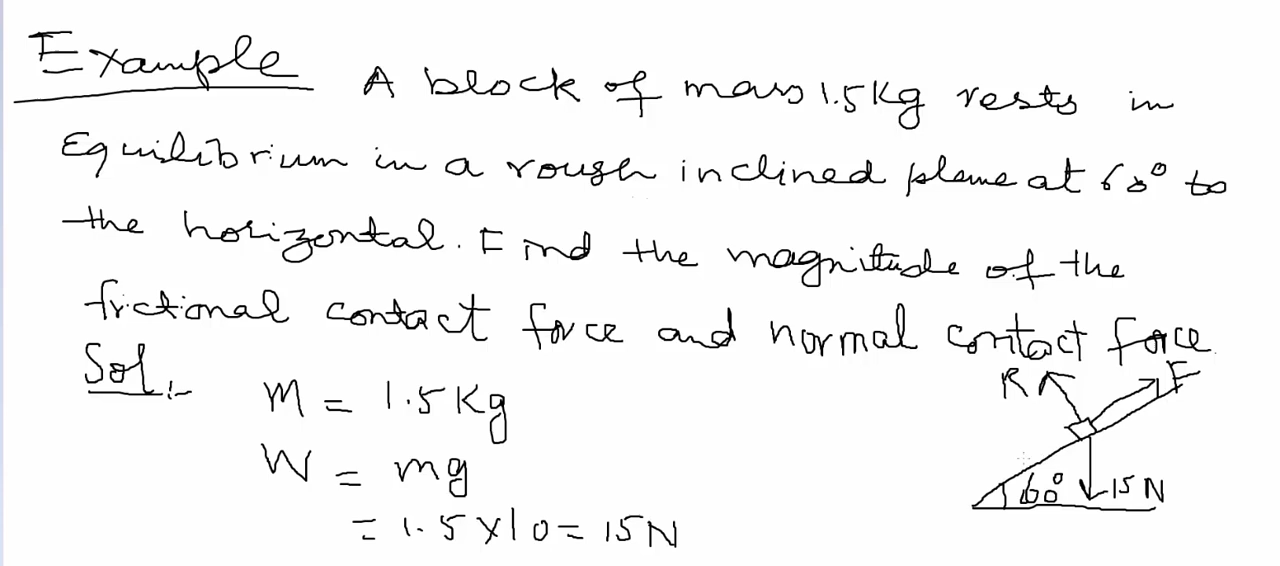 Example A block of mass 1.5Kg rests in
Equilibrium in a rough inclined plane at 60° to
the horizontal. Find the magnitude of the
frictional contact force and normal contact force.
Sol:-
M = 1.5Kg
W = mg
= 1.5 x 10 = 15N
R F
60° 15 N